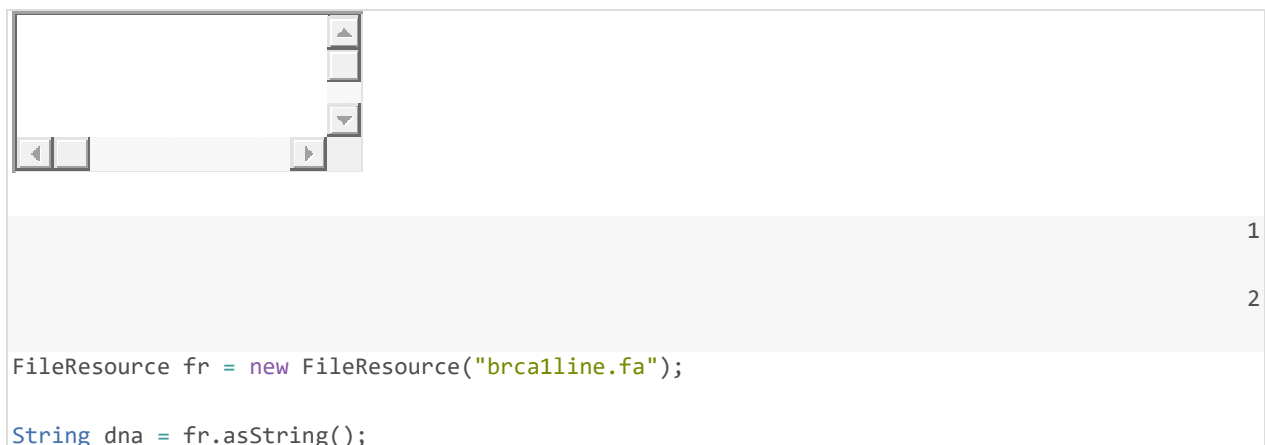 1
2
FileResource fr = new FileResource("brca1line.fa");
String dna = fr.asString();